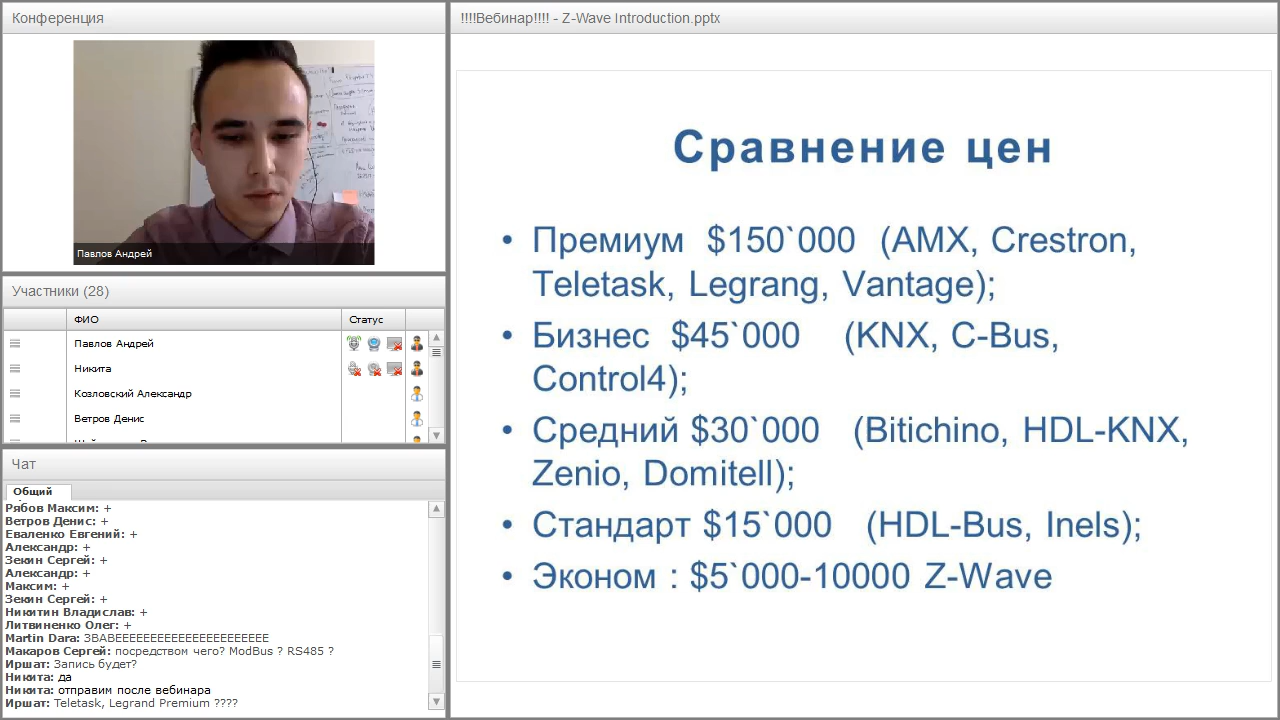 Конференция
Павлов Андрей
Участники (28)
ФИО Статус
Павлов Андрей
Никита
Козловский Александр
Ветров Денис
Чат
Общий
Рябов Максим: +
Ветров Денис: +
Еваленко Евгений: +
Александр: +
Зекин Сергей: +
Александр: +
Максим: +
Зекин Сергей: +
Никитин Владислав: +
Литвиненко Олег: +
Martin Dara: ЗВАВЕЕЕЕЕЕЕЕЕЕЕЕЕЕЕЕЕЕЕЕЕЕ
Макаров Сергей: посредством чего? ModBus ? RS485 ?
Иршат: Запись будет?
Никита: да
Никита: отправим после вебинара
Иршат: Teletask, Legrand Premium ????
!!!!Вебинар!!!! - Z-Wave Introduction.pptx
Сравнение цен
• Премиум $150`000 (AMX, Crestron,
Teletask, Legrang, Vantage);
• Бизнес $45`000 (KNX, C-Bus,
Control4);
• Средний $30`000 (Bitichino, HDL-KNX,
Zenio, Domitell);
• Стандарт $15`000 (HDL-Bus, Inels);
• Эконом : $5`000-10000 Z-Wave